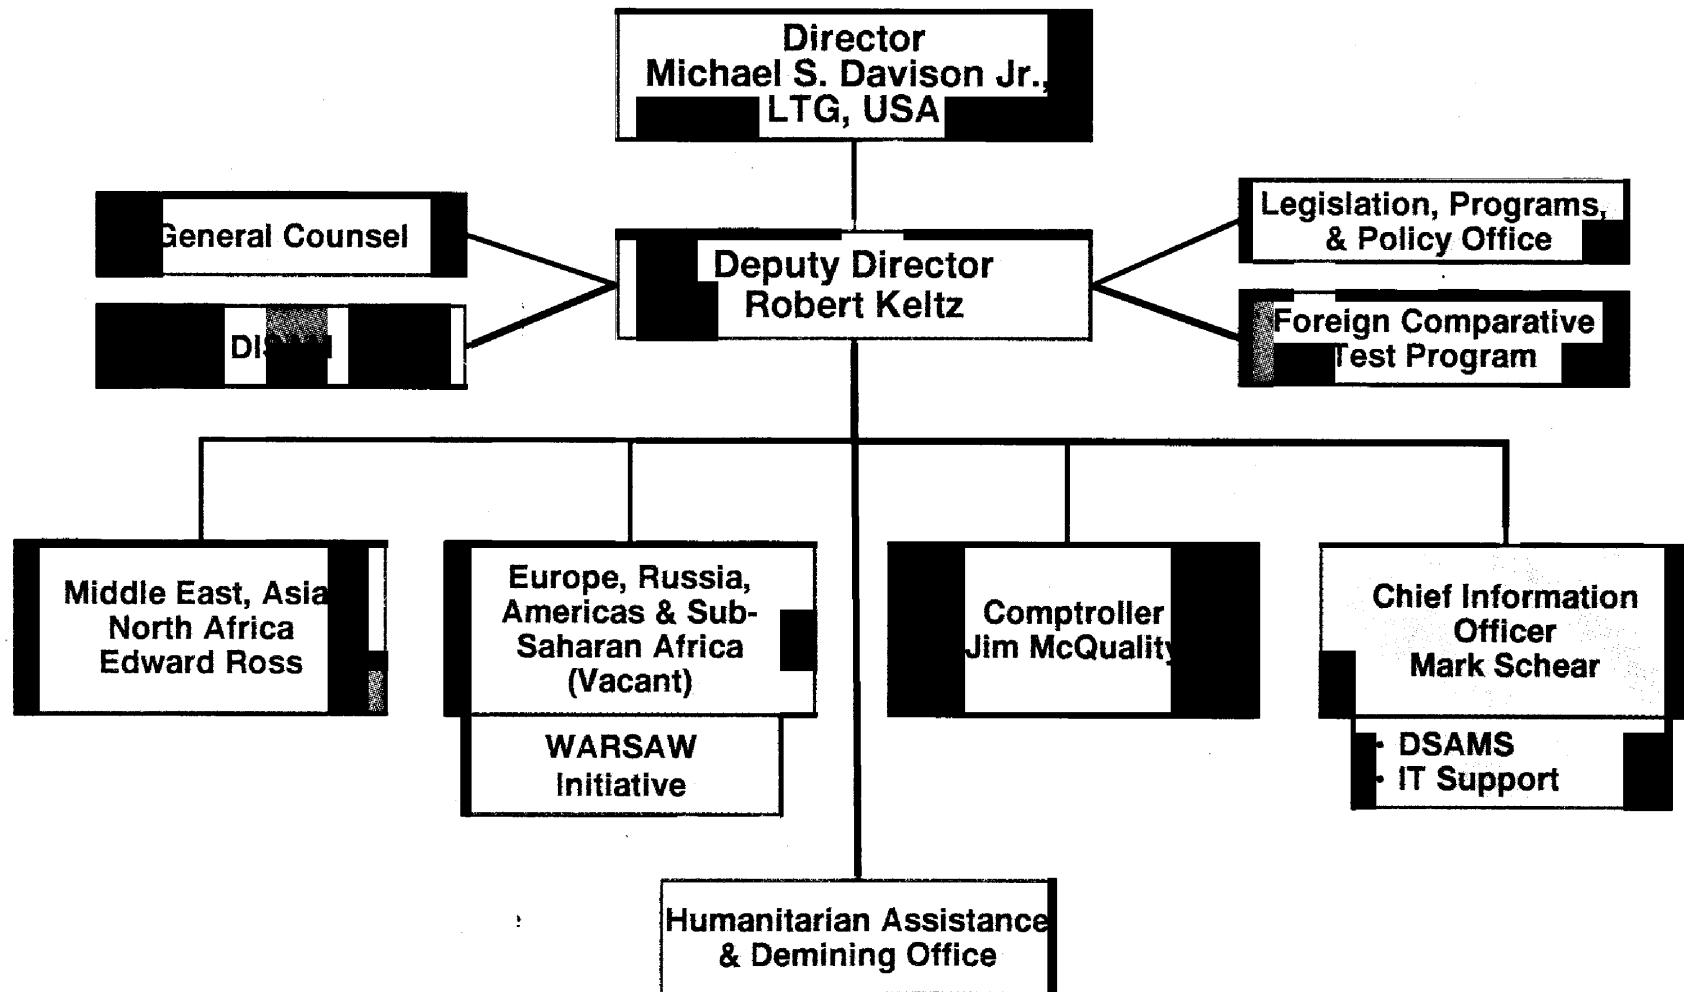 Director
Michael S. Davison Jr.,
LTG, USA
General Counsel
Legislation, Programs,
& Policy Office
Deputy Director
Robert Keltz
Foreign Comparative
Test Program
Middle East, Asia
North Africa
Edward Ross
Europe, Russia,
Americas & Sub-
Saharan Africa
(Vacant)
WARSAW
Initiative
Comptroller
Jim McQuality
Chief Information
Officer
Mark Schear
• DSAMS
• IT Support
Humanitarian Assistance
& Demining Office